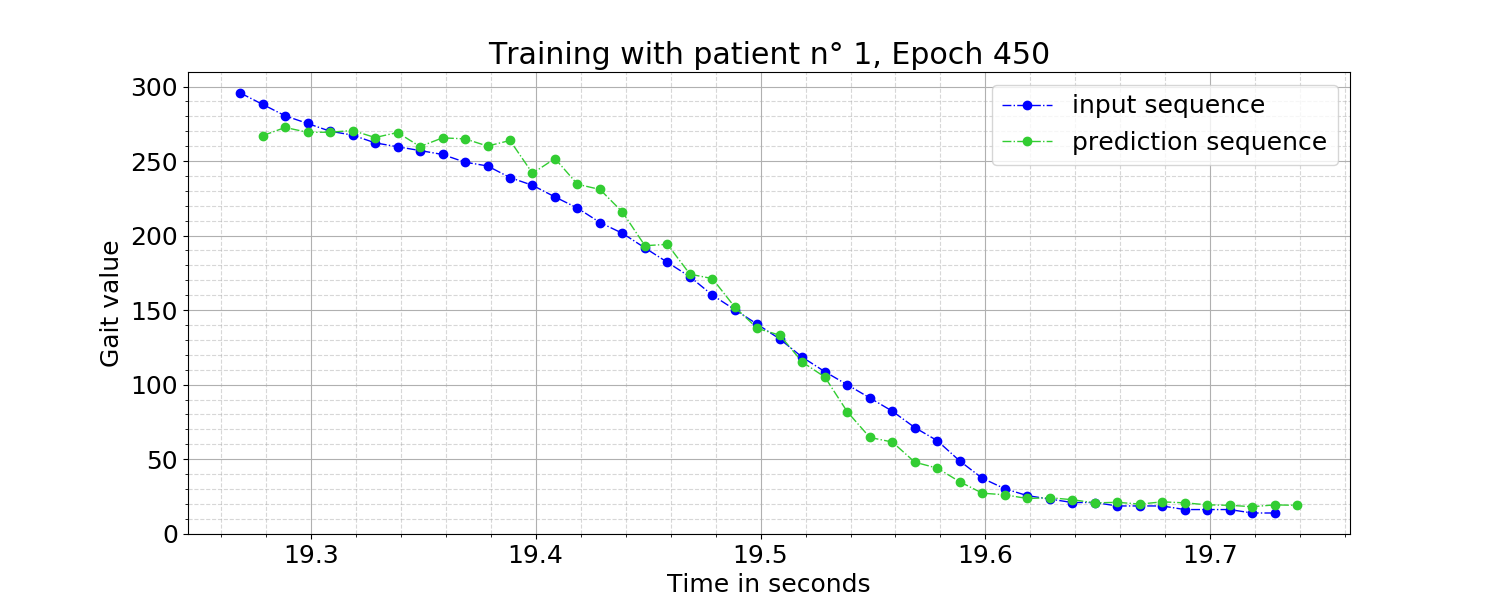 Training with patient n° 1, Epoch 450
300
250
200
150
100
50
0
Gait value
input sequence
prediction sequence
19.3 19.4 19.5 19.6 19.7
Time in seconds